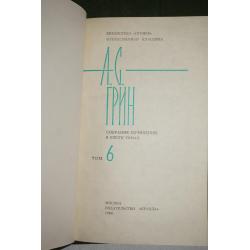 БИБЛИОТЕКА «ОГОНЕК»
ОТЕЧЕСТВЕННАЯ КЛАССИКА
А.С.
ГРИН
СОБРАНИЕ СОЧИНЕНИЙ
В ШЕСТИ ТОМАХ
ТОМ 6
МОСКВА
ИЗДАТЕЛЬСТВО «ПРАВДА»